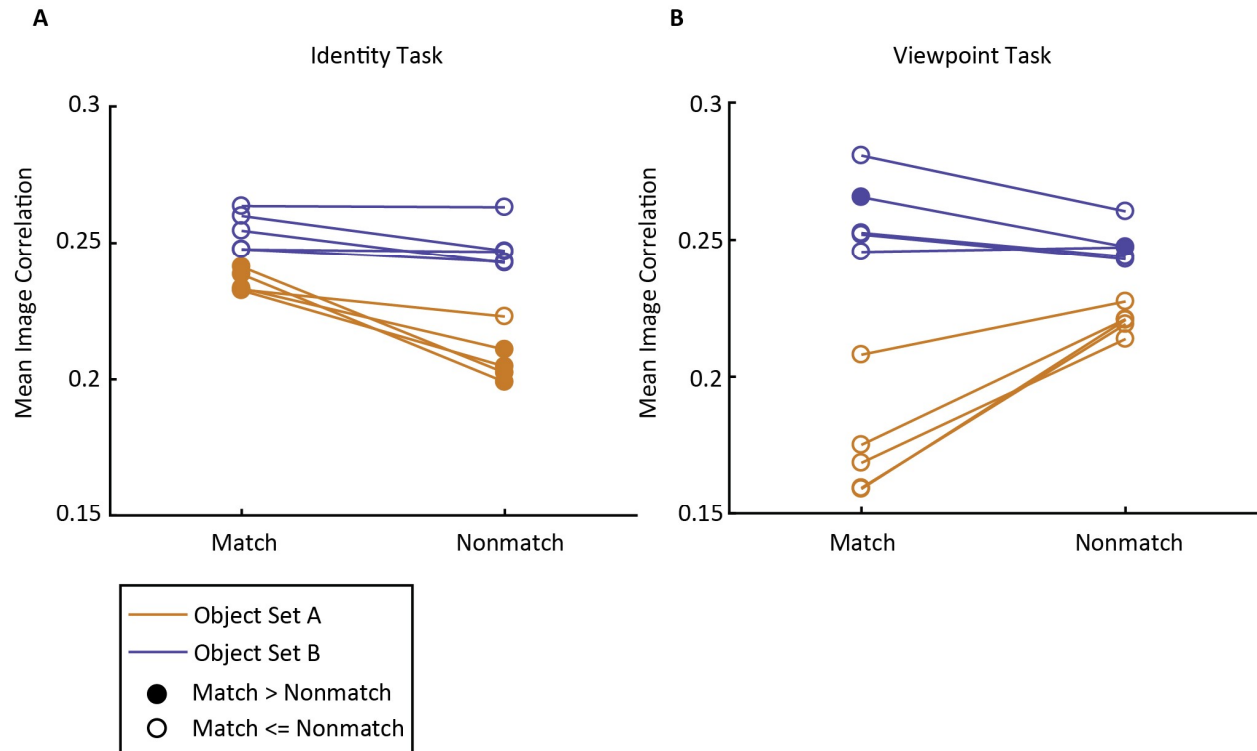 A
Identity Task
0.3
0.25
0.2
0.15
Mean Image Correlation
Match
Nonmatch
B
Viewpoint Task
0.3
0.25
0.2
0.15
Mean Image Correlation
Match
Nonmatch
Object Set A
Object Set B
Match > Nonmatch
Match <= Nonmatch